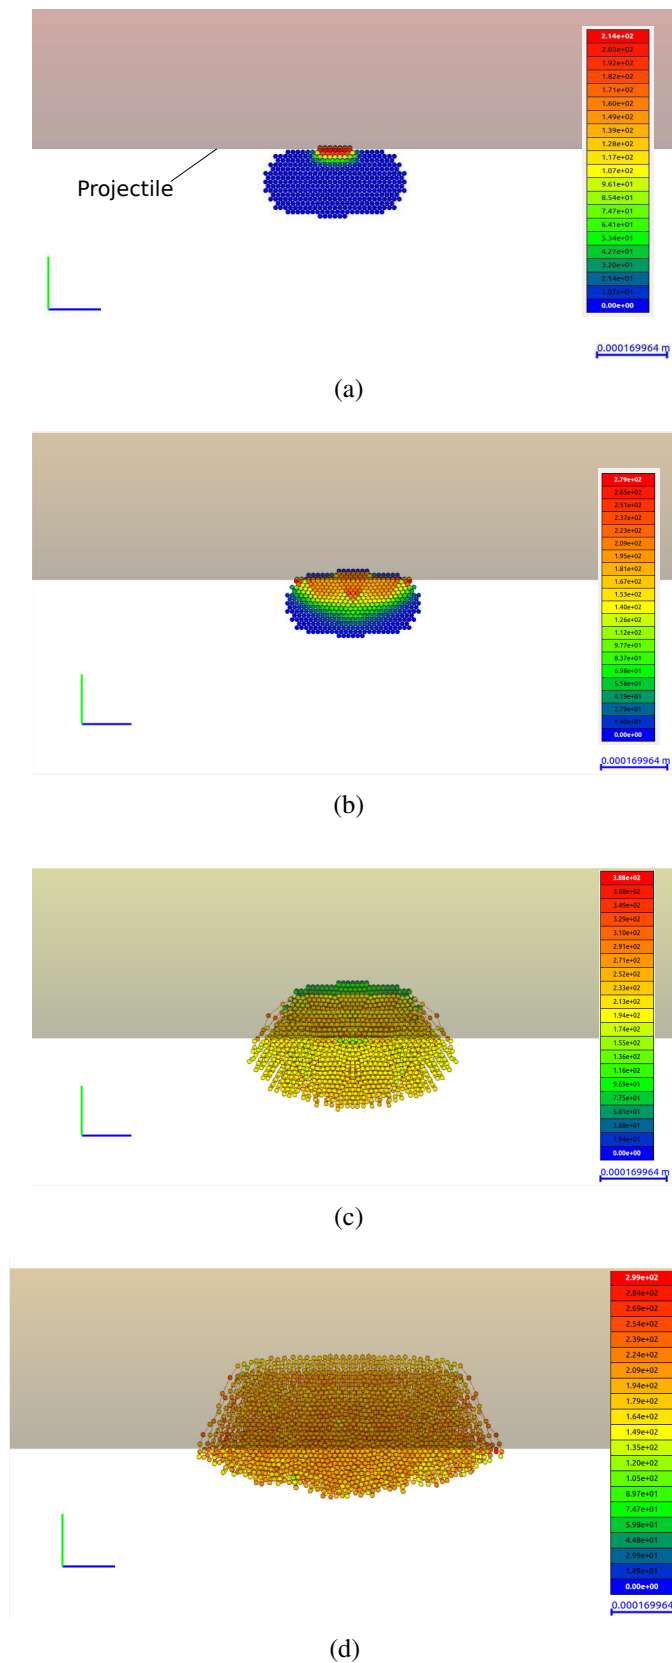 2.14e+02
2.03e+02
1.92e+02
1.82e+02
1.71e+02
1.60e+02
1.49e+02
1.39e+02
1.28e+02
1.17e+02
1.07e+02
9.61e+01
8.54e+01
7.47e+01
6.41e+01
5.34e+01
4.27e+01
3.20e+01
2.14e+01
1.07e+01
0.00e+00
Projectile
0.000169964 m
(a)
2.79e+02
2.65e+02
2.51e+02
2.37e+02
2.23e+02
2.09e+02
1.95e+02
1.81e+02
1.67e+02
1.53e+02
1.40e+02
1.26e+02
1.12e+02
9.77e+01
8.37e+01
6.98e+01
5.58e+01
4.19e+01
2.79e+01
1.40e+01
0.00e+00
0.000169964 m
(b)
3.88e+02
3.68e+02
3.49e+02
3.29e+02
3.10e+02
2.91e+02
2.71e+02
2.52e+02
2.33e+02
2.13e+02
1.94e+02
1.74e+02
1.55e+02
1.36e+02
1.16e+02
9.69e+01
7.75e+01
5.81e+01
3.88e+01
1.94e+01
0.00e+00
0.000169964 m
(c)
2.99e+02
2.84e+02
2.69e+02
2.54e+02
2.39e+02
2.24e+02
2.09e+02
1.94e+02
1.79e+02
1.64e+02
1.49e+02
1.35e+02
1.20e+02
1.05e+02
8.97e+01
7.47e+01
5.98e+01
4.48e+01
2.99e+01
1.49e+01
0.00e+00
0.000169964
(d)